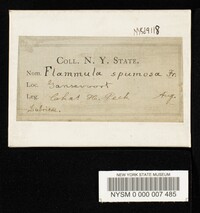 COLL. N. Y. STATE,
Nom. Flammula spumosa Fr.
Loc. Gansevoort
Leg. Chas. H. Peck Aug.
NEW YORK STATE MUSEUM
NYSM 0 000 007 485